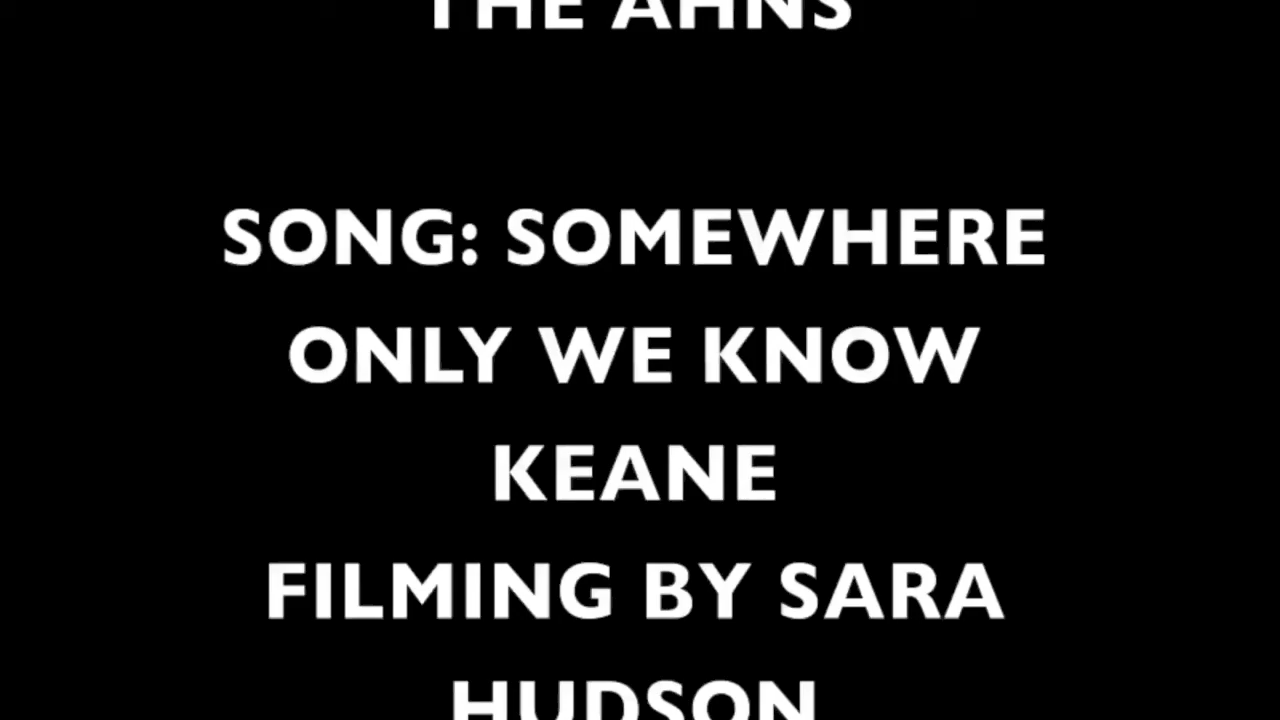 THE AHNS
SONG: SOMEWHERE
ONLY WE KNOW
KEANE
FILMING BY SARA
HUDSON